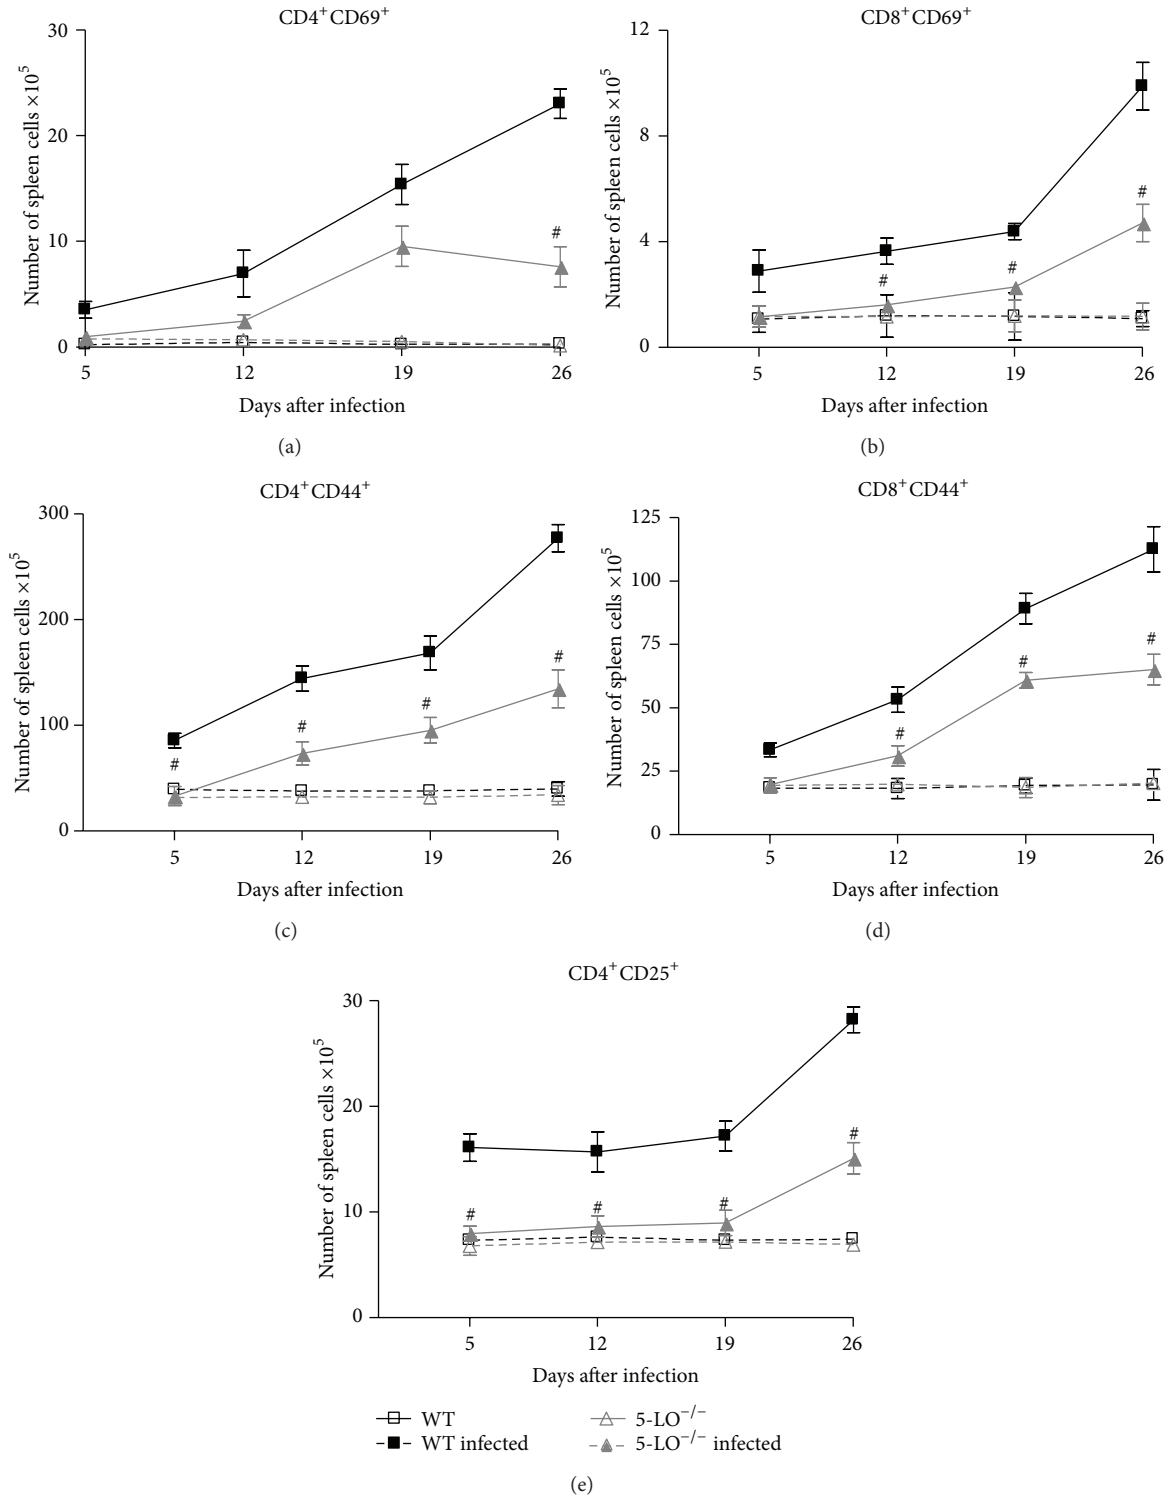 CD4⁺CD69⁺
Number of spleen cells ×10⁵
30
20
10
0
#
5 12 19 26
Days after infection
(a)
CD8⁺CD69⁺
Number of spleen cells ×10⁵
12
8
4
0
# # #
5 12 19 26
Days after infection
(b)
CD4⁺CD44⁺
Number of spleen cells ×10⁵
300
200
100
0
# # # #
5 12 19 26
Days after infection
(c)
CD8⁺CD44⁺
Number of spleen cells ×10⁵
125
100
75
50
25
0
# # #
5 12 19 26
Days after infection
(d)
CD4⁺CD25⁺
Number of spleen cells ×10⁵
30
20
10
0
# # # #
5 12 19 26
Days after infection
WT
WT infected
5-LO⁻/⁻
5-LO⁻/⁻ infected
(e)